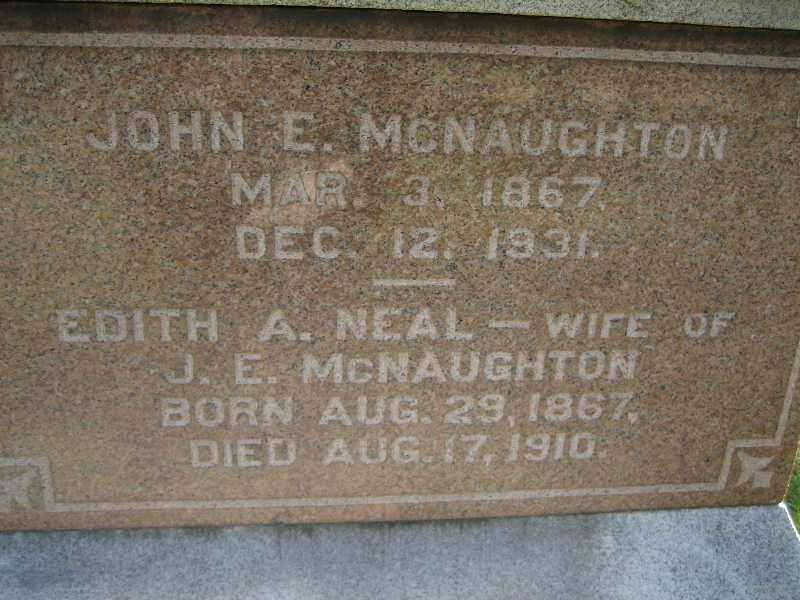 JOHN E. MCNAUGHTON
MAR. 3. 1867.
DEC. 12. 1931.
EDITH A. NEAL — WIFE OF
J. E. MCNAUGHTON
BORN AUG. 29, 1867,
DIED AUG. 17, 1910.